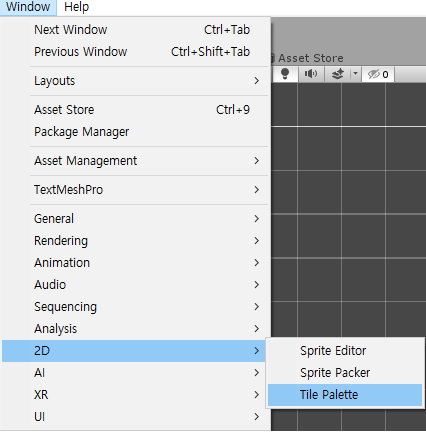 Window Help
Next Window Ctrl+Tab
Previous Window Ctrl+Shift+Tab
Layouts
Asset Store
Asset Store Ctrl+9
0
Package Manager
Asset Management
TextMeshPro
General
Rendering
Animation
Audio
Sequencing
Analysis
2D
Sprite Editor
AI
Sprite Packer
XR
Tile Palette
UI